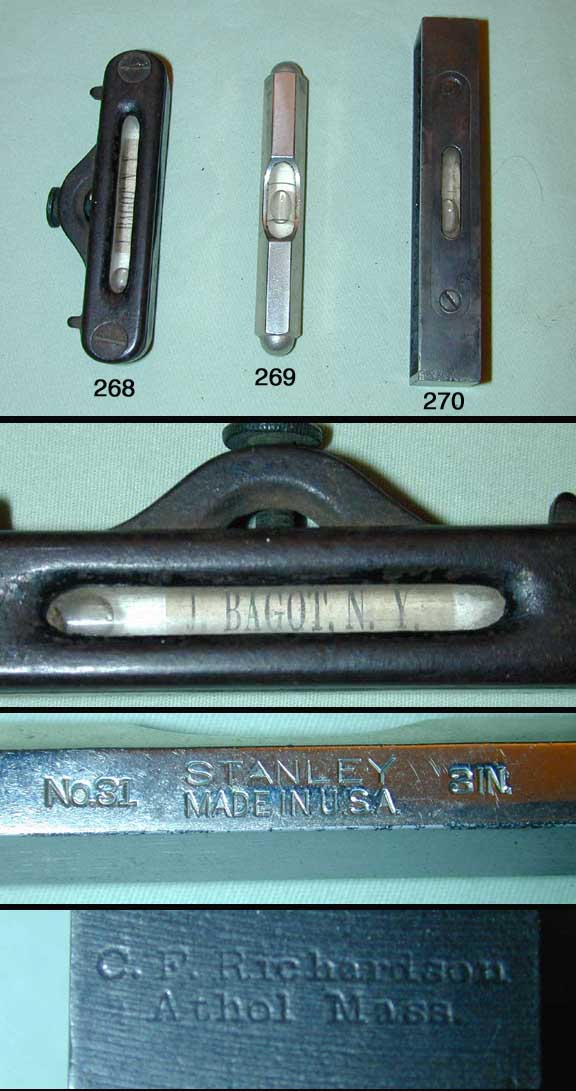 268
269
270
J. BAGOT, N. Y.
No.31 STANLEY 3IN.
MADE IN U.S.A.
C. F. Richardson
Athol Mass.